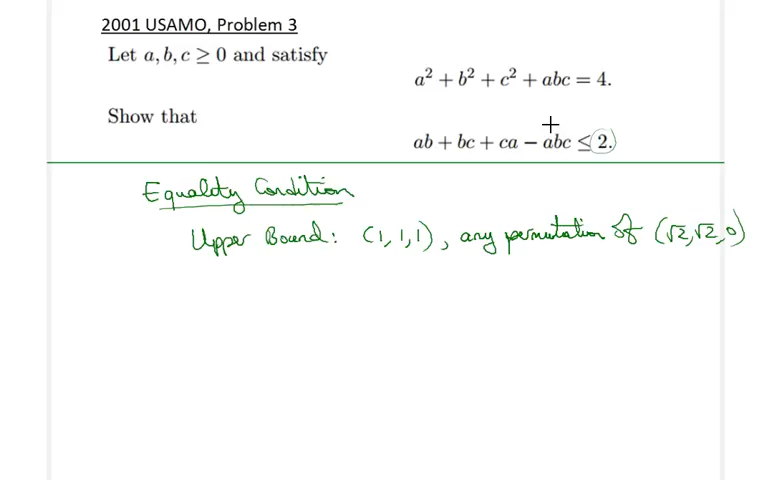 2001 USAMO, Problem 3
Let a, b, c ≥ 0 and satisfy
a² + b² + c² + abc = 4.
Show that
ab + bc + ca − abc ≤ 2.
Equality Condition
Upper Bound: (1, 1, 1), any permutation of (√2, √2, 0)